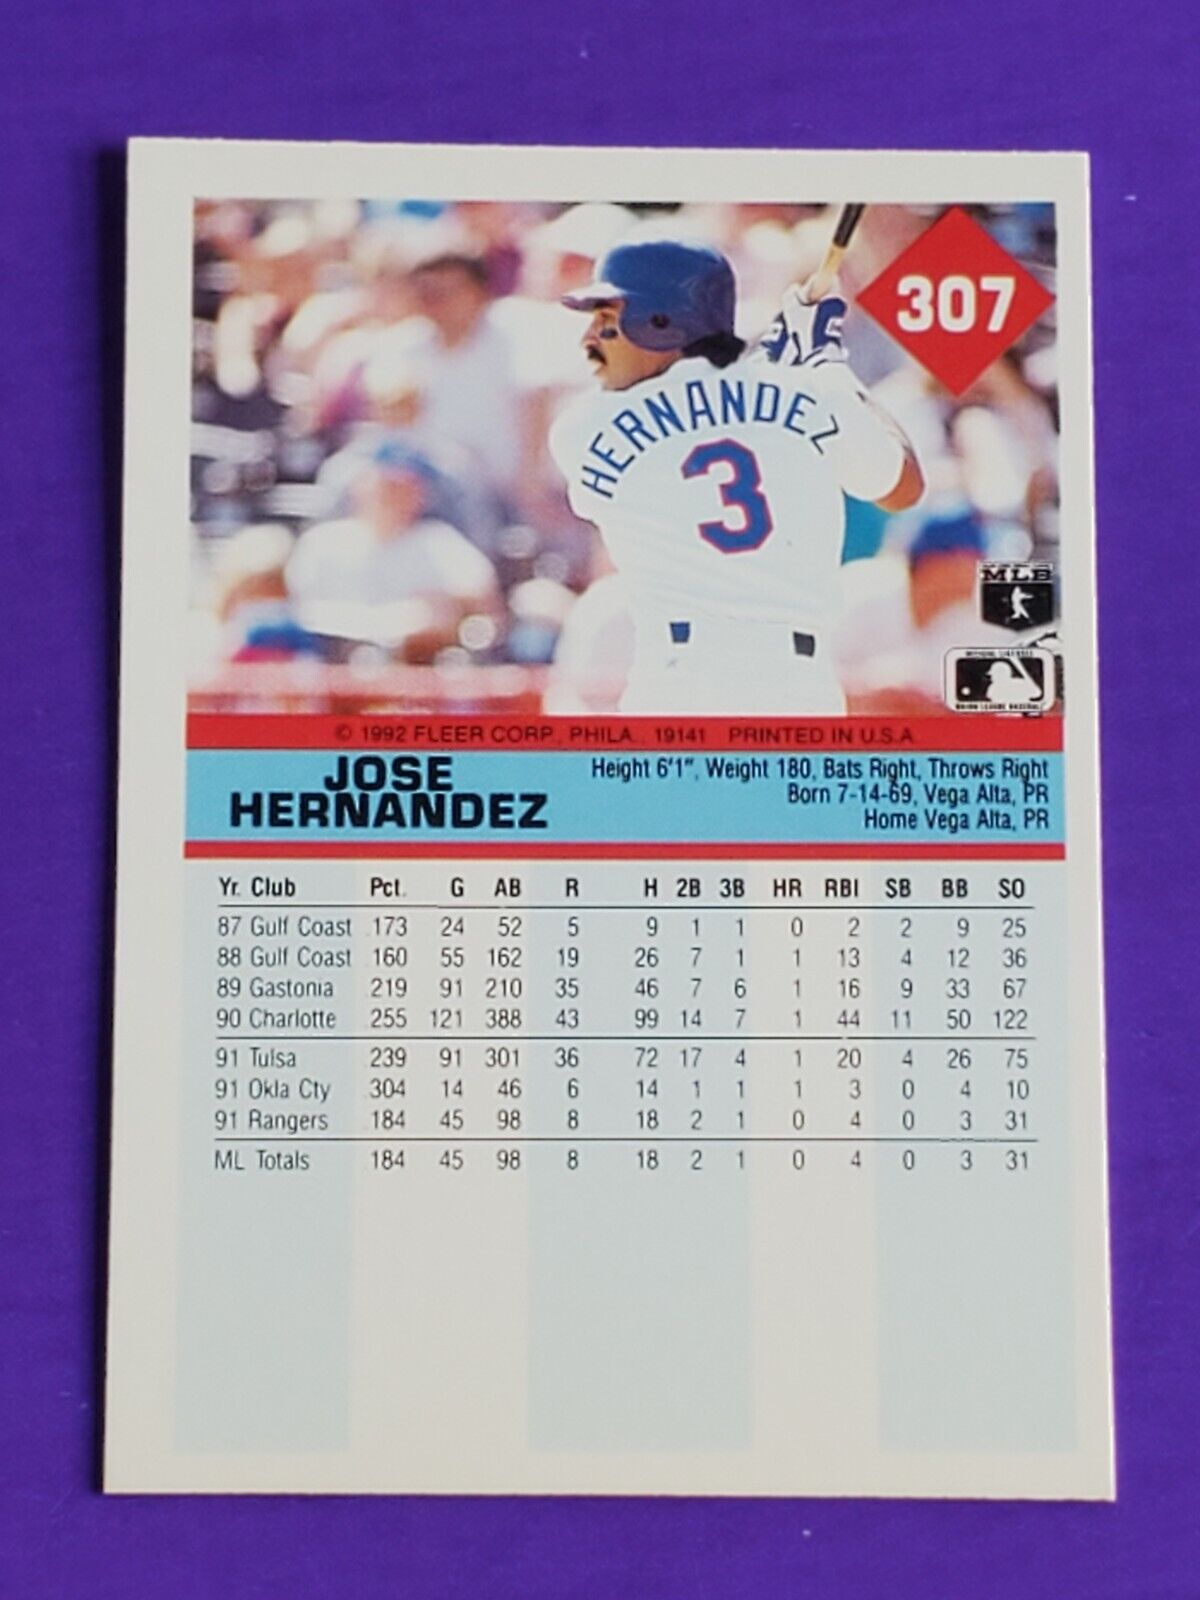 307
HERNANDEZ
3
MLB
© 1992 FLEER CORP., PHILA., 19141 PRINTED IN U.S.A.
JOSE
HERNANDEZ
Height 6'1", Weight 180, Bats Right, Throws Right
Born 7-14-69, Vega Alta, PR
Home Vega Alta, PR
Yr. Club Pct. G AB R H 2B 3B HR RBI SB BB SO
87 Gulf Coast .173 24 52 5 9 1 1 0 2 2 9 25
88 Gulf Coast .160 55 162 19 26 7 1 1 13 4 12 36
89 Gastonia .219 91 210 35 46 7 6 1 16 9 33 67
90 Charlotte .255 121 388 43 99 14 7 1 44 11 50 122
91 Tulsa .239 91 301 36 72 17 4 1 20 4 26 75
91 Okla Cty .304 14 46 6 14 1 1 1 3 0 4 10
91 Rangers .184 45 98 8 18 2 1 0 4 0 3 31
ML Totals .184 45 98 8 18 2 1 0 4 0 3 31